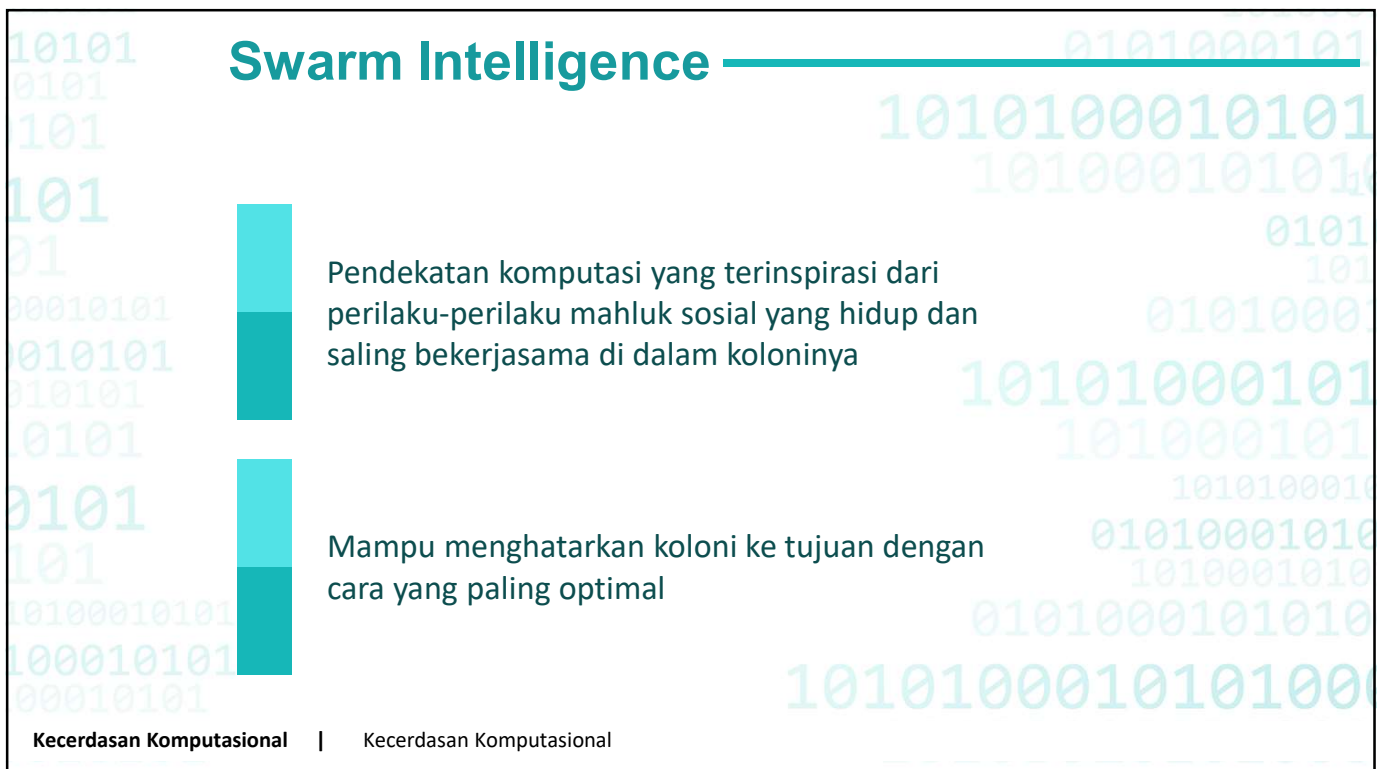 Swarm Intelligence
Pendekatan komputasi yang terinspirasi dari
perilaku-perilaku mahluk sosial yang hidup dan
saling bekerjasama di dalam koloninya
Mampu menghatarkan koloni ke tujuan dengan
cara yang paling optimal
Kecerdasan Komputasional | Kecerdasan Komputasional